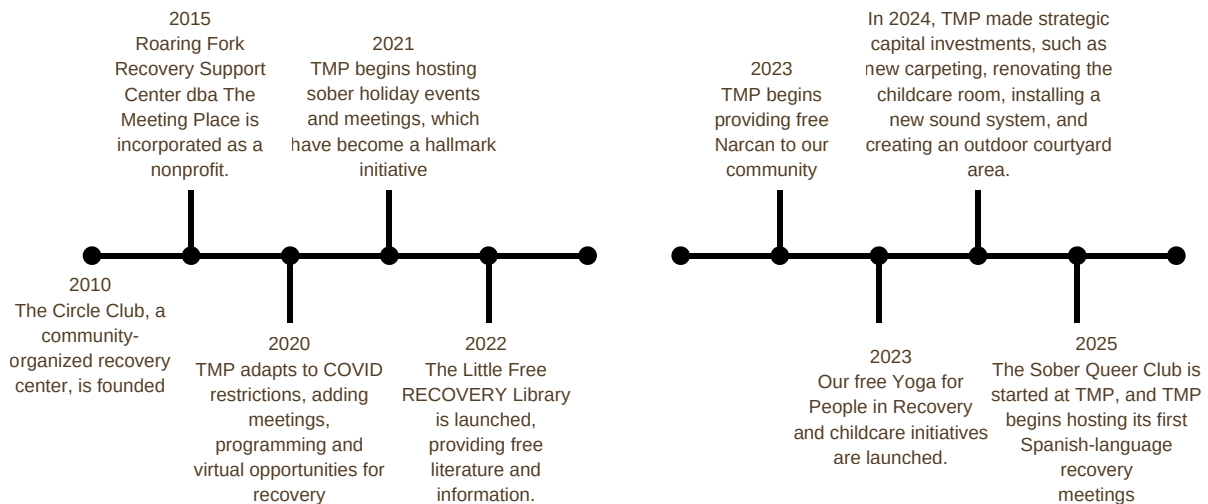 2010
The Circle Club, a
community-
organized recovery
center, is founded
2015
Roaring Fork
Recovery Support
Center dba The
Meeting Place is
incorporated as a
nonprofit.
2020
TMP adapts to COVID
restrictions, adding
meetings,
programming and
virtual opportunities for
recovery
2021
TMP begins hosting
sober holiday events
and meetings, which
have become a hallmark
initiative
2022
The Little Free
RECOVERY Library
is launched,
providing free
literature and
information.
2023
TMP begins
providing free
Narcan to our
community
2023
Our free Yoga for
People in Recovery
and childcare initiatives
are launched.
In 2024, TMP made strategic
capital investments, such as
new carpeting, renovating the
childcare room, installing a
new sound system, and
creating an outdoor courtyard
area.
2025
The Sober Queer Club is
started at TMP, and TMP
begins hosting its first
Spanish-language
recovery
meetings